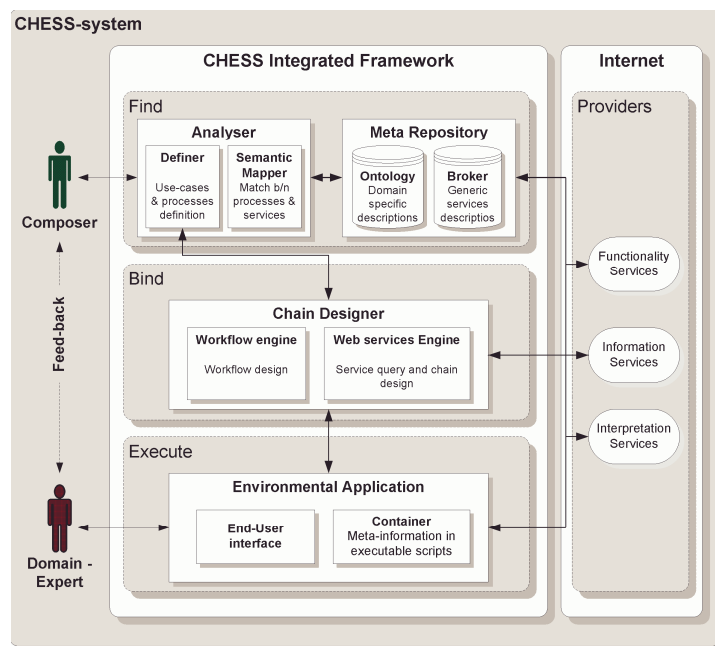 CHESS-system
CHESS Integrated Framework
Internet
Find
Providers
Analyser
Meta Repository
Definer
Use-cases
& processes
definition
Semantic
Mapper
Match b/n
processes &
services
Ontology
Domain
specific
descriptions
Broker
Generic
services
descriptios
Composer
Feed-back
Domain -
Expert
Bind
Chain Designer
Workflow engine
Workflow design
Web services Engine
Service query and chain
design
Execute
Environmental Application
End-User
interface
Container
Meta-information in
executable scripts
Functionality
Services
Information
Services
Interpretation
Services